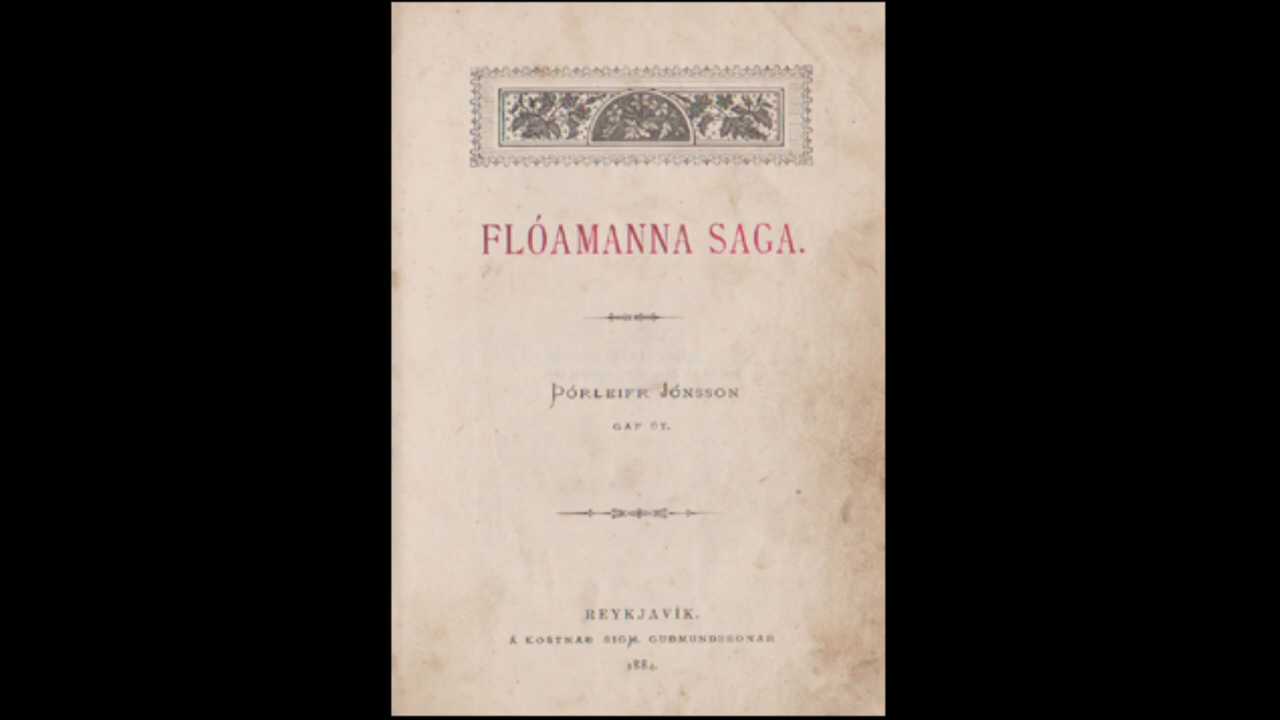 FLÓAMANNA SAGA.
ÞÓRLEIFR JÓNSSON
GAF ÚT.
REYKJAVÍK.
Á KOSTNAÐ SIGM. GUÐMUNDSSONAR
1884.